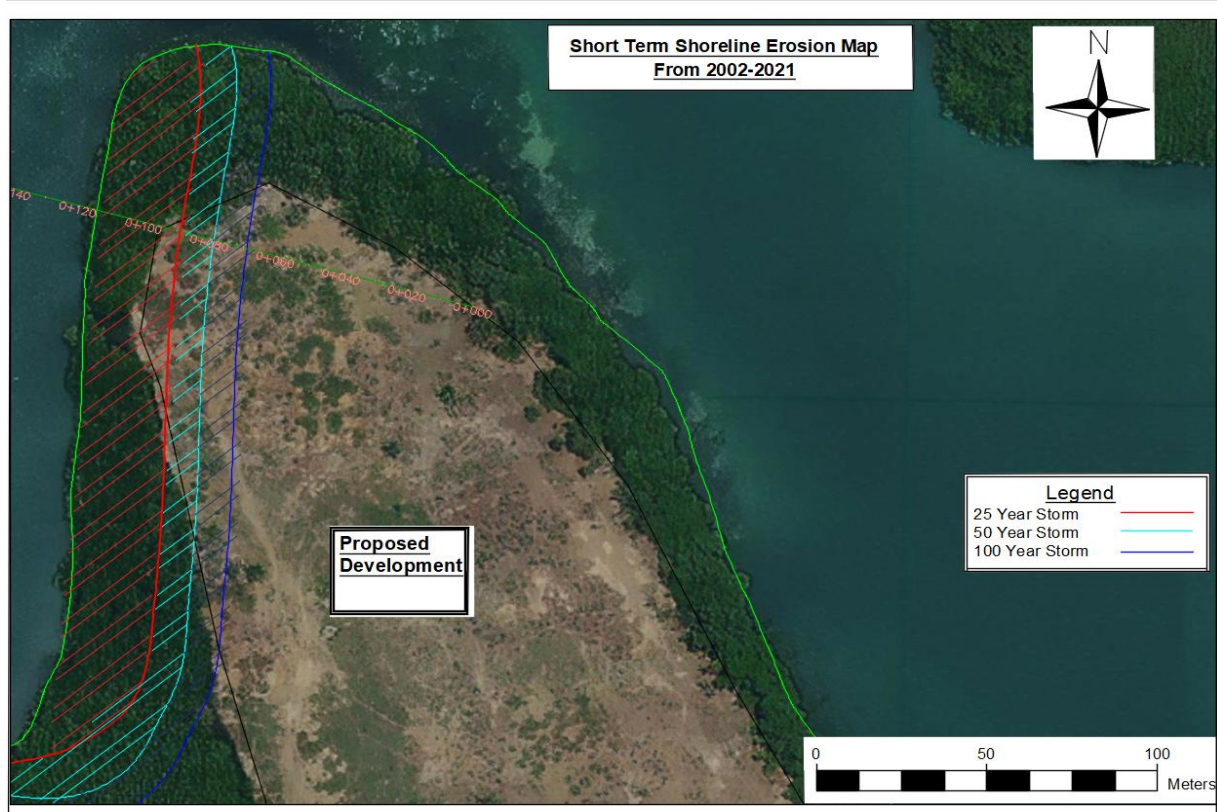 Short Term Shoreline Erosion Map
From 2002-2021
N
140
0+120
0+100
0+080
0+060
0+040
0+020
0+000
Proposed
Development
Legend
25 Year Storm
50 Year Storm
100 Year Storm
0 50 100
Meters